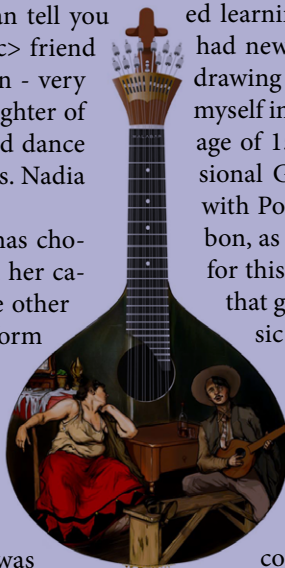 an tell you
c> friend
n - very
ghter of
d dance
s. Nadia
has cho-
her ca-
e other
orm
was
ed learni
had new
drawing
myself in
age of 1
sional G
with Po
bon, as
for this
that g
sic
co